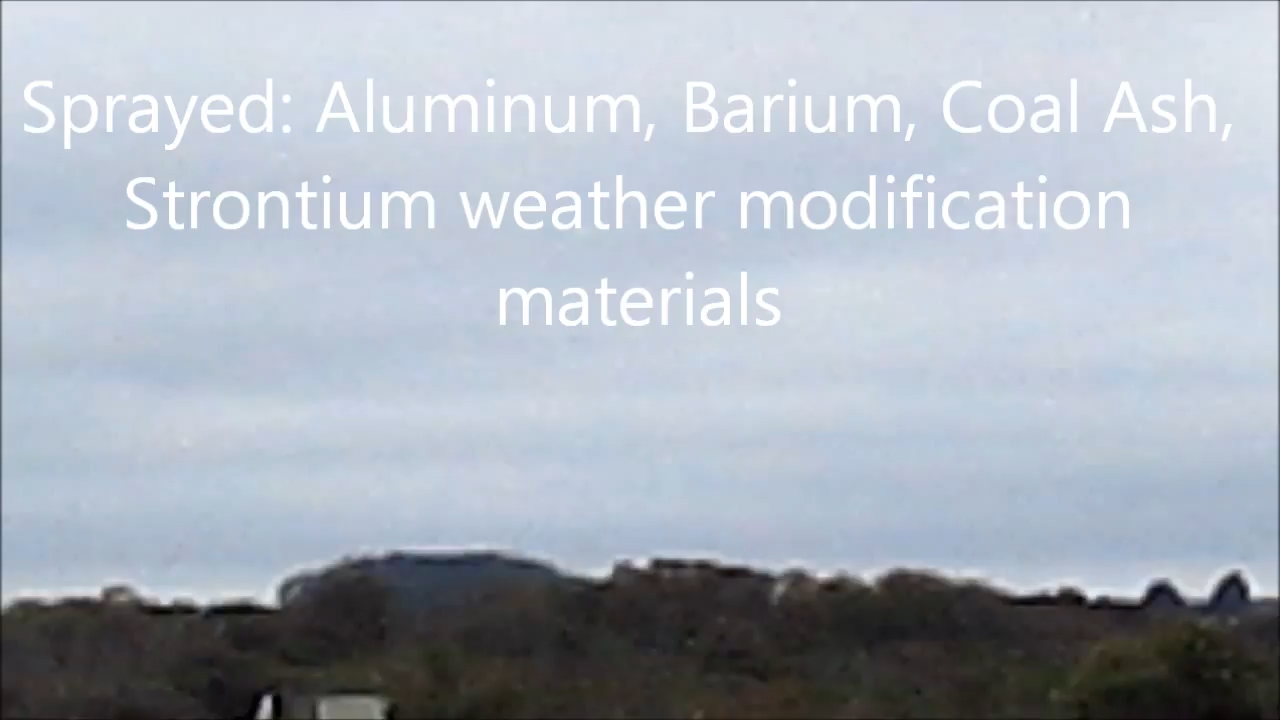 Sprayed: Aluminum, Barium, Coal Ash,
Strontium weather modification
materials